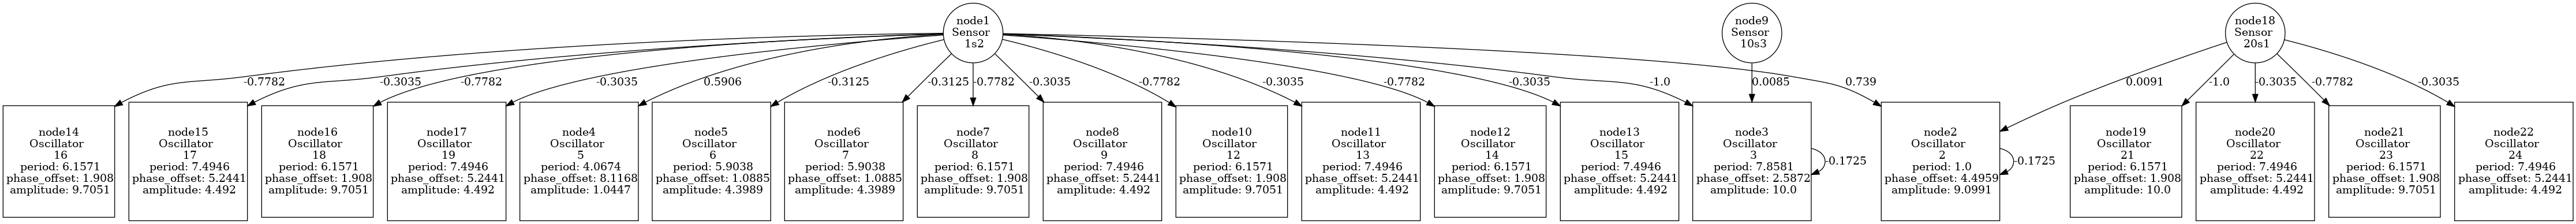 node1
Sensor
1s2
node9
Sensor
10s3
node18
Sensor
20s1
-0.7782
-0.3035
-0.7782
-0.3035
0.5906
-0.3125
-0.3125
-0.7782
-0.3035
-0.7782
-0.3035
-0.7782
-0.3035
-1.0
0.0085
0.739
0.0091
-1.0
-0.3035
-0.7782
-0.3035
node14
Oscillator
16
period: 6.1571
phase_offset: 1.908
amplitude: 9.7051
node15
Oscillator
17
period: 7.4946
phase_offset: 5.2441
amplitude: 4.492
node16
Oscillator
18
period: 6.1571
phase_offset: 1.908
amplitude: 9.7051
node17
Oscillator
19
period: 7.4946
phase_offset: 5.2441
amplitude: 4.492
node4
Oscillator
5
period: 4.0674
phase_offset: 8.1168
amplitude: 1.0447
node5
Oscillator
6
period: 5.9038
phase_offset: 1.0885
amplitude: 4.3989
node6
Oscillator
7
period: 5.9038
phase_offset: 1.0885
amplitude: 4.3989
node7
Oscillator
8
period: 6.1571
phase_offset: 1.908
amplitude: 9.7051
node8
Oscillator
9
period: 7.4946
phase_offset: 5.2441
amplitude: 4.492
node10
Oscillator
12
period: 6.1571
phase_offset: 1.908
amplitude: 9.7051
node11
Oscillator
13
period: 7.4946
phase_offset: 5.2441
amplitude: 4.492
node12
Oscillator
14
period: 6.1571
phase_offset: 1.908
amplitude: 9.7051
node13
Oscillator
15
period: 7.4946
phase_offset: 5.2441
amplitude: 4.492
node3
Oscillator
3
period: 7.8581
phase_offset: 2.5872
amplitude: 10.0
-0.1725
node2
Oscillator
2
period: 1.0
phase_offset: 4.4959
amplitude: 9.0991
-0.1725
node19
Oscillator
21
period: 6.1571
phase_offset: 1.908
amplitude: 10.0
node20
Oscillator
22
period: 7.4946
phase_offset: 5.2441
amplitude: 4.492
node21
Oscillator
23
period: 6.1571
phase_offset: 1.908
amplitude: 9.7051
node22
Oscillator
24
period: 7.4946
phase_offset: 5.2441
amplitude: 4.492